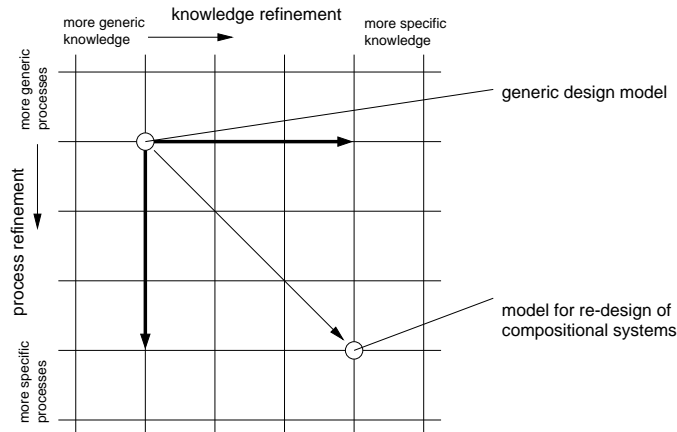 knowledge refinement
more generic
knowledge
more specific
knowledge
more generic
processes
process refinement
more specific
processes
generic design model
model for re-design of
compositional systems